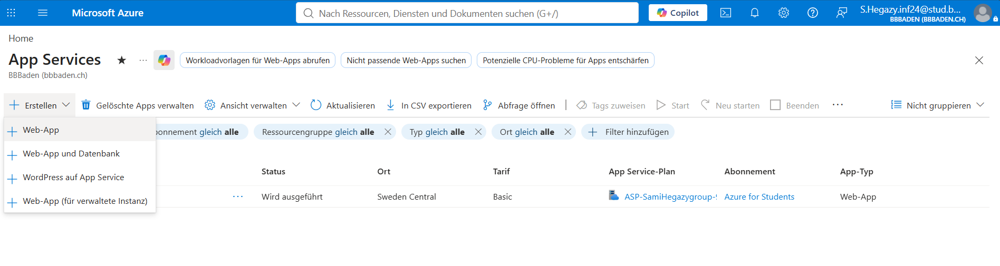 Microsoft Azure
Nach Ressourcen, Diensten und Dokumenten suchen (G+/)
Copilot
S.Hegazy.inf24@stud.b...
BBBADEN (BBBADEN.CH)
Home
App Services
Workloadvorlagen für Web-Apps abrufen
Nicht passende Web-Apps suchen
Potenzielle CPU-Probleme für Apps entschärfen
BBBaden (bbbaden.ch)
Erstellen
Gelöschte Apps verwalten
Ansicht verwalten
Aktualisieren
In CSV exportieren
Abfrage öffnen
Tags zuweisen
Start
Neu starten
Beenden
Nicht gruppieren
Web-App
Web-App und Datenbank
WordPress auf App Service
Web-App (für verwaltete Instanz)
gleich alle
Ressourcengruppe gleich alle
Typ gleich alle
Ort gleich alle
Filter hinzufügen
Status
Ort
Tarif
App Service-Plan
Abonnement
App-Typ
Wird ausgeführt
Sweden Central
Basic
ASP-SamiHegazygroup-
Azure for Students
Web-App